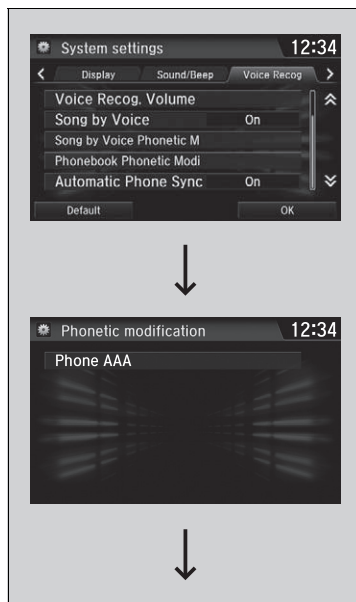 System settings 12:34
Display Sound/Beep Voice Recog
Voice Recog. Volume
Song by Voice On
Song by Voice Phonetic M
Phonebook Phonetic Modi
Automatic Phone Sync On
Default OK
Phonetic modification 12:34
Phone AAA